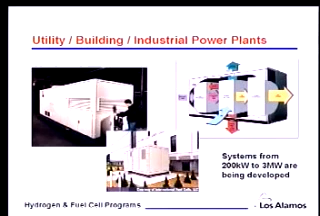 Utility / Building / Industrial Power Plants
Systems from
200kW to 3MW are
being developed
Hydrogen & Fuel Cell Programs
Los Alamos